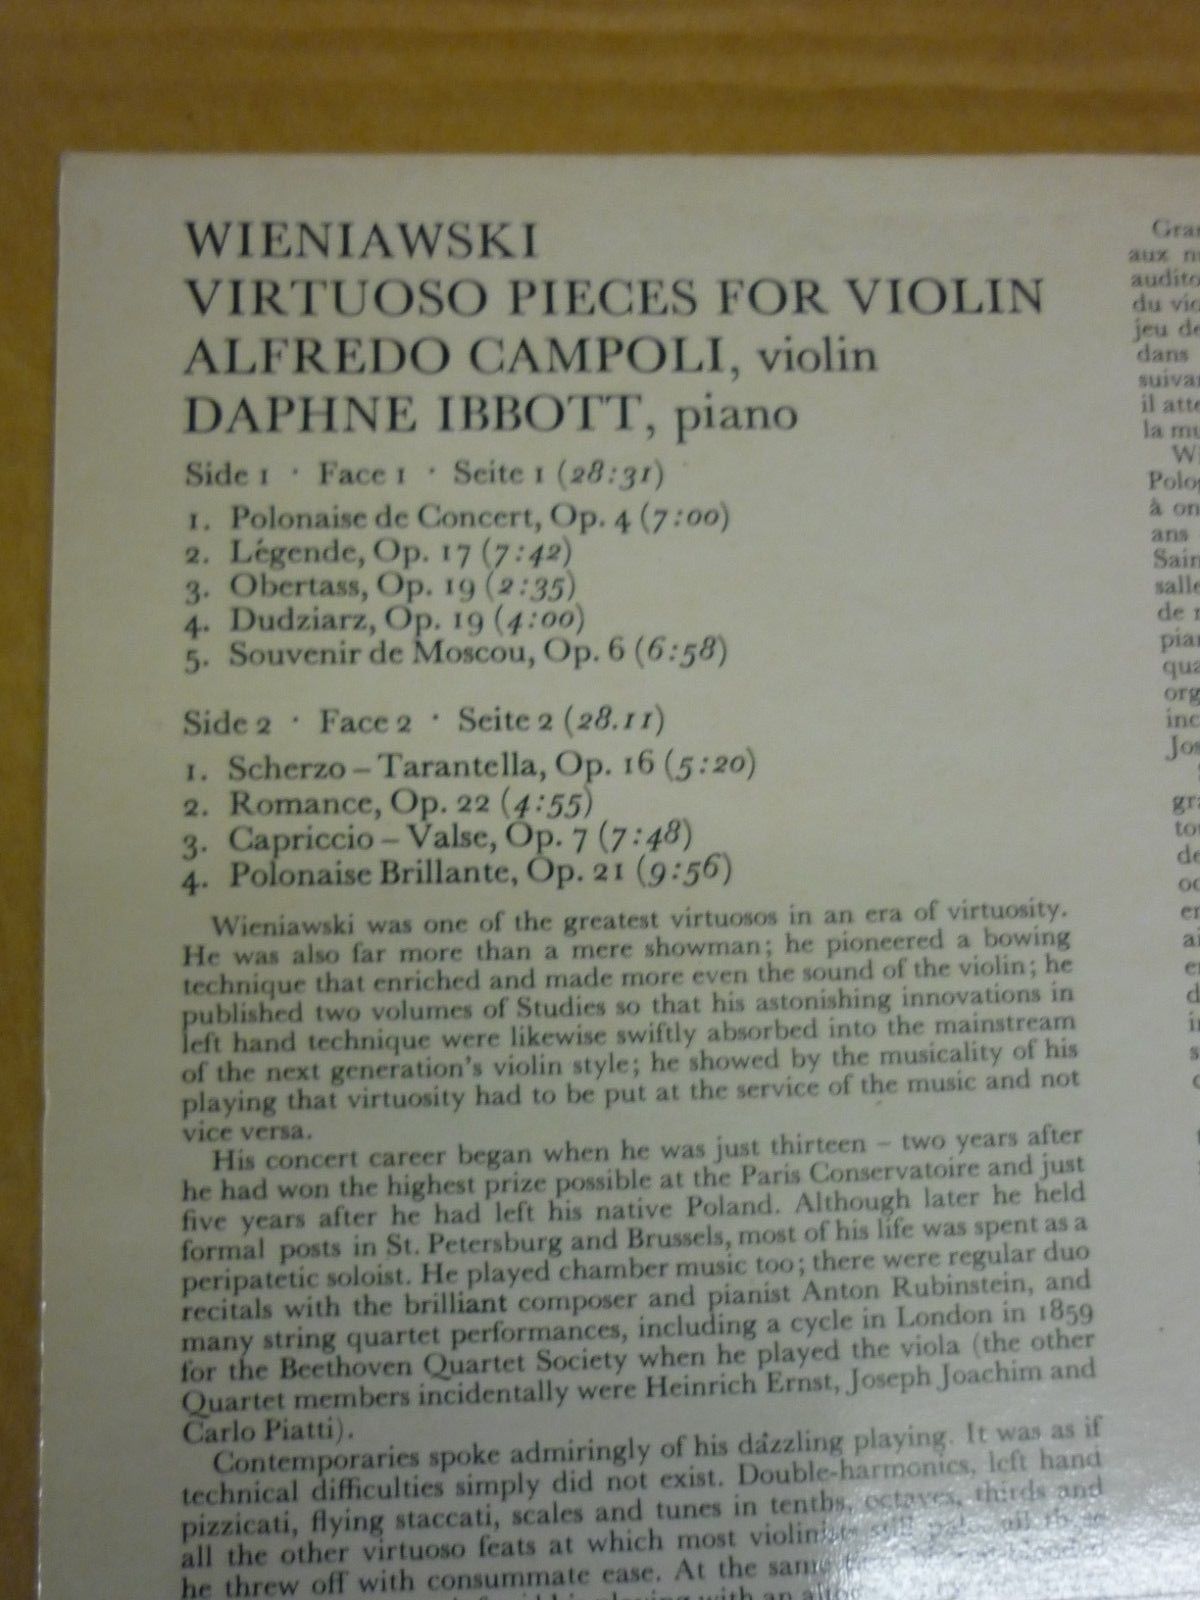 WIENIAWSKI
VIRTUOSO PIECES FOR VIOLIN
ALFREDO CAMPOLI, violin
DAPHNE IBBOTT, piano
Side 1 · Face 1 · Seite 1 (28:31)
1. Polonaise de Concert, Op. 4 (7:00)
2. Légende, Op. 17 (7:42)
3. Obertass, Op. 19 (2:35)
4. Dudziarz, Op. 19 (4:00)
5. Souvenir de Moscou, Op. 6 (6:58)
Side 2 · Face 2 · Seite 2 (28.11)
1. Scherzo – Tarantella, Op. 16 (5:20)
2. Romance, Op. 22 (4:55)
3. Capriccio – Valse, Op. 7 (7:48)
4. Polonaise Brillante, Op. 21 (9:56)
Wieniawski was one of the greatest virtuosos in an era of virtuosity.
He was also far more than a mere showman; he pioneered a bowing
technique that enriched and made more even the sound of the violin; he
published two volumes of Studies so that his astonishing innovations in
left hand technique were likewise swiftly absorbed into the mainstream
of the next generation's violin style; he showed by the musicality of his
playing that virtuosity had to be put at the service of the music and not
vice versa.
His concert career began when he was just thirteen – two years after
he had won the highest prize possible at the Paris Conservatoire and just
five years after he had left his native Poland. Although later he held
formal posts in St. Petersburg and Brussels, most of his life was spent as a
peripatetic soloist. He played chamber music too; there were regular duo
recitals with the brilliant composer and pianist Anton Rubinstein, and
many string quartet performances, including a cycle in London in 1859
for the Beethoven Quartet Society when he played the viola (the other
Quartet members incidentally were Heinrich Ernst, Joseph Joachim and
Carlo Piatti).
Contemporaries spoke admiringly of his dazzling playing. It was as if
technical difficulties simply did not exist. Double-harmonics, left hand
pizzicati, flying staccati, scales and tunes in tenths, octaves, thirds and
all the other virtuoso feats at which most violinists still
he threw off with consummate ease. At the same
playing with an
aux
du
jeu de
dans
la
à
ans
de